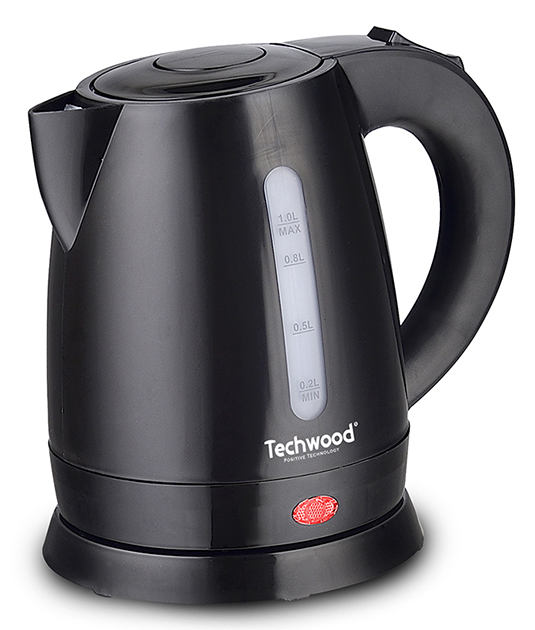 1.0L
MAX
0.8L
0.5L
0.2L
MIN
Techwood®
POSITIVE TECHNOLOGY